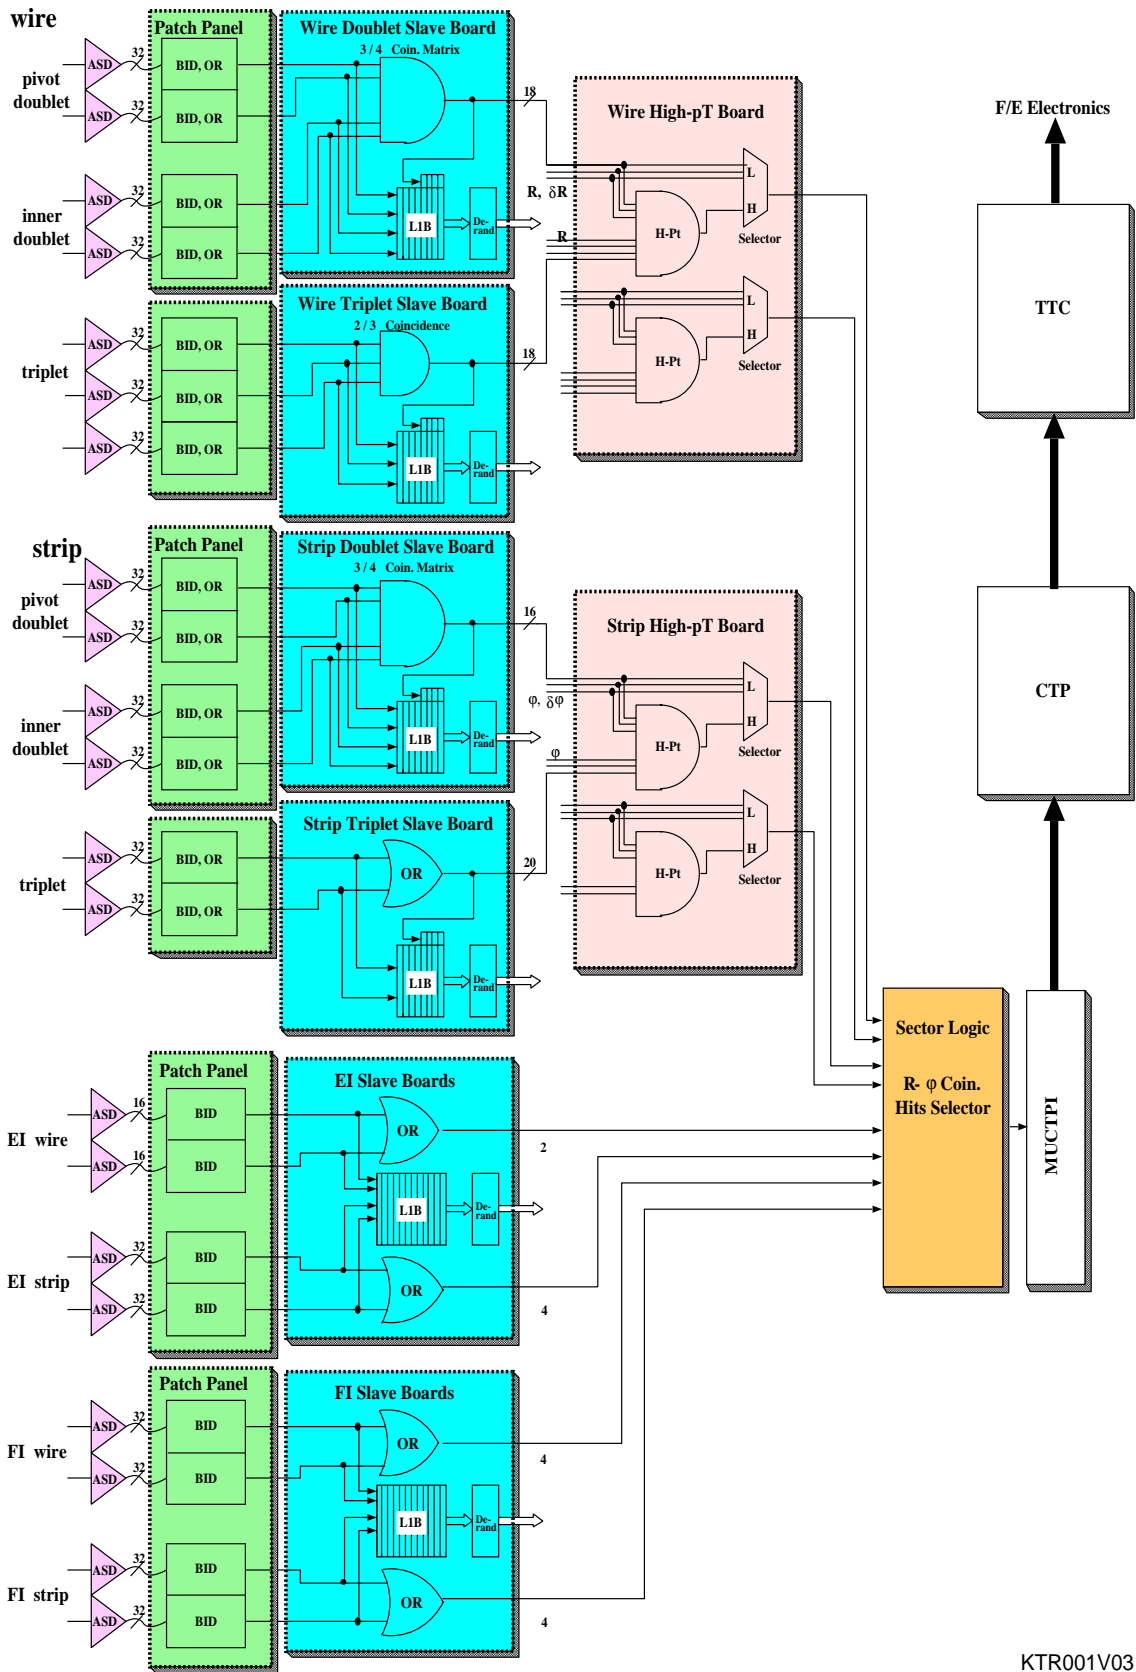 wire
Patch Panel
Wire Doublet Slave Board
3 / 4 Coin. Matrix
pivot
doublet
ASD
32
BID, OR
ASD
32
BID, OR
18
inner
doublet
ASD
32
BID, OR
ASD
32
BID, OR
L1B
De-
rand
R, δR
R
Wire High-pT Board
L
H
H-Pt
Selector
L
H
H-Pt
Selector
F/E Electronics
TTC
Wire Triplet Slave Board
2 / 3 Coincidence
triplet
ASD
32
BID, OR
ASD
32
BID, OR
ASD
32
BID, OR
18
L1B
De-
rand
strip
Patch Panel
Strip Doublet Slave Board
3 / 4 Coin. Matrix
pivot
doublet
ASD
32
BID, OR
ASD
32
BID, OR
16
inner
doublet
ASD
32
BID, OR
ASD
32
BID, OR
L1B
De-
rand
φ, δφ
φ
Strip High-pT Board
L
H
H-Pt
Selector
L
H
H-Pt
Selector
CTP
Strip Triplet Slave Board
triplet
ASD
32
BID, OR
ASD
32
BID, OR
OR
20
L1B
De-
rand
Sector Logic
R- φ Coin.
Hits Selector
MUCTPI
Patch Panel
EI Slave Boards
EI wire
ASD
16
BID
ASD
16
BID
OR
2
L1B
De-
rand
EI strip
ASD
32
BID
ASD
32
BID
OR
4
Patch Panel
FI Slave Boards
FI wire
ASD
32
BID
ASD
32
BID
OR
4
L1B
De-
rand
FI strip
ASD
32
BID
ASD
32
BID
OR
4
KTR001V03